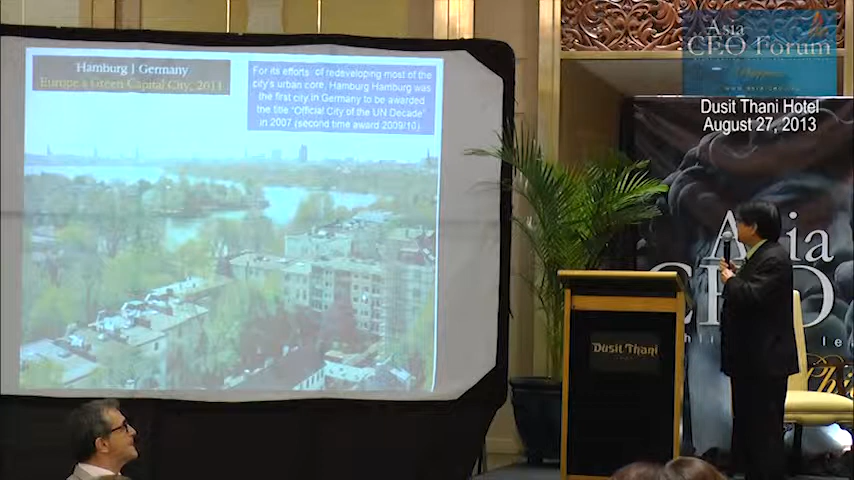 Hamburg | Germany
Europe's Green Capital City, 2011
For its efforts of redeveloping most of the
city's urban core, Hamburg Hamburg was
the first city in Germany to be awarded
the title "Official City of the UN Decade"
in 2007 (second time award 2009/10)
Asia
CEO Forum
Dusit Thani Hotel
August 27, 2013
Asia
Dusit Thani